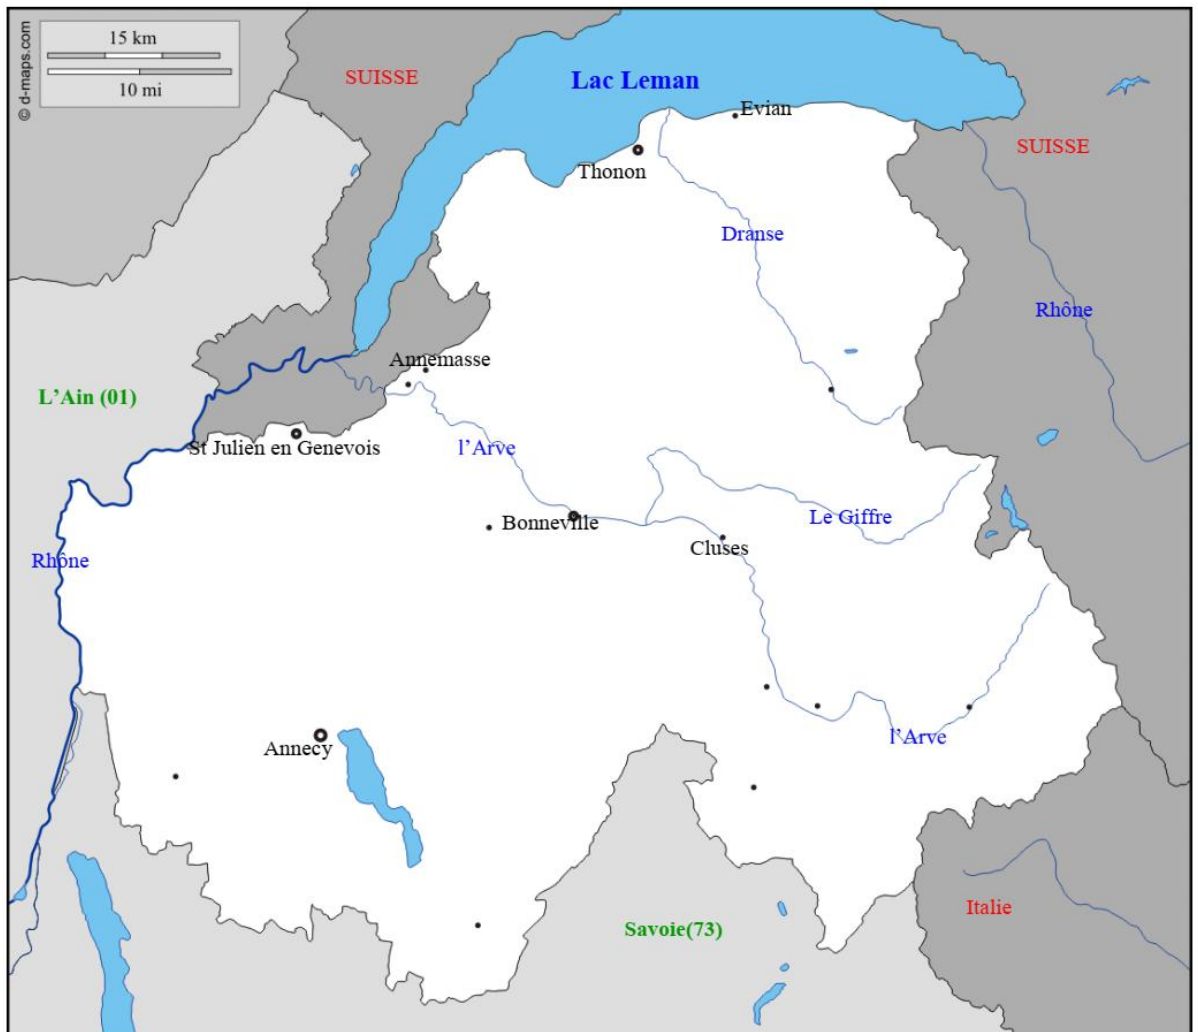 © d-maps.com
15 km
10 mi
SUISSE
Lac Leman
Evian
SUISSE
Thonon
Dranse
Rhône
Annemasse
L'Ain (01)
St Julien en Genevois
l'Arve
Bonneville
Le Giffre
Cluses
Rhône
l'Arve
Annecy
Italie
Savoie(73)